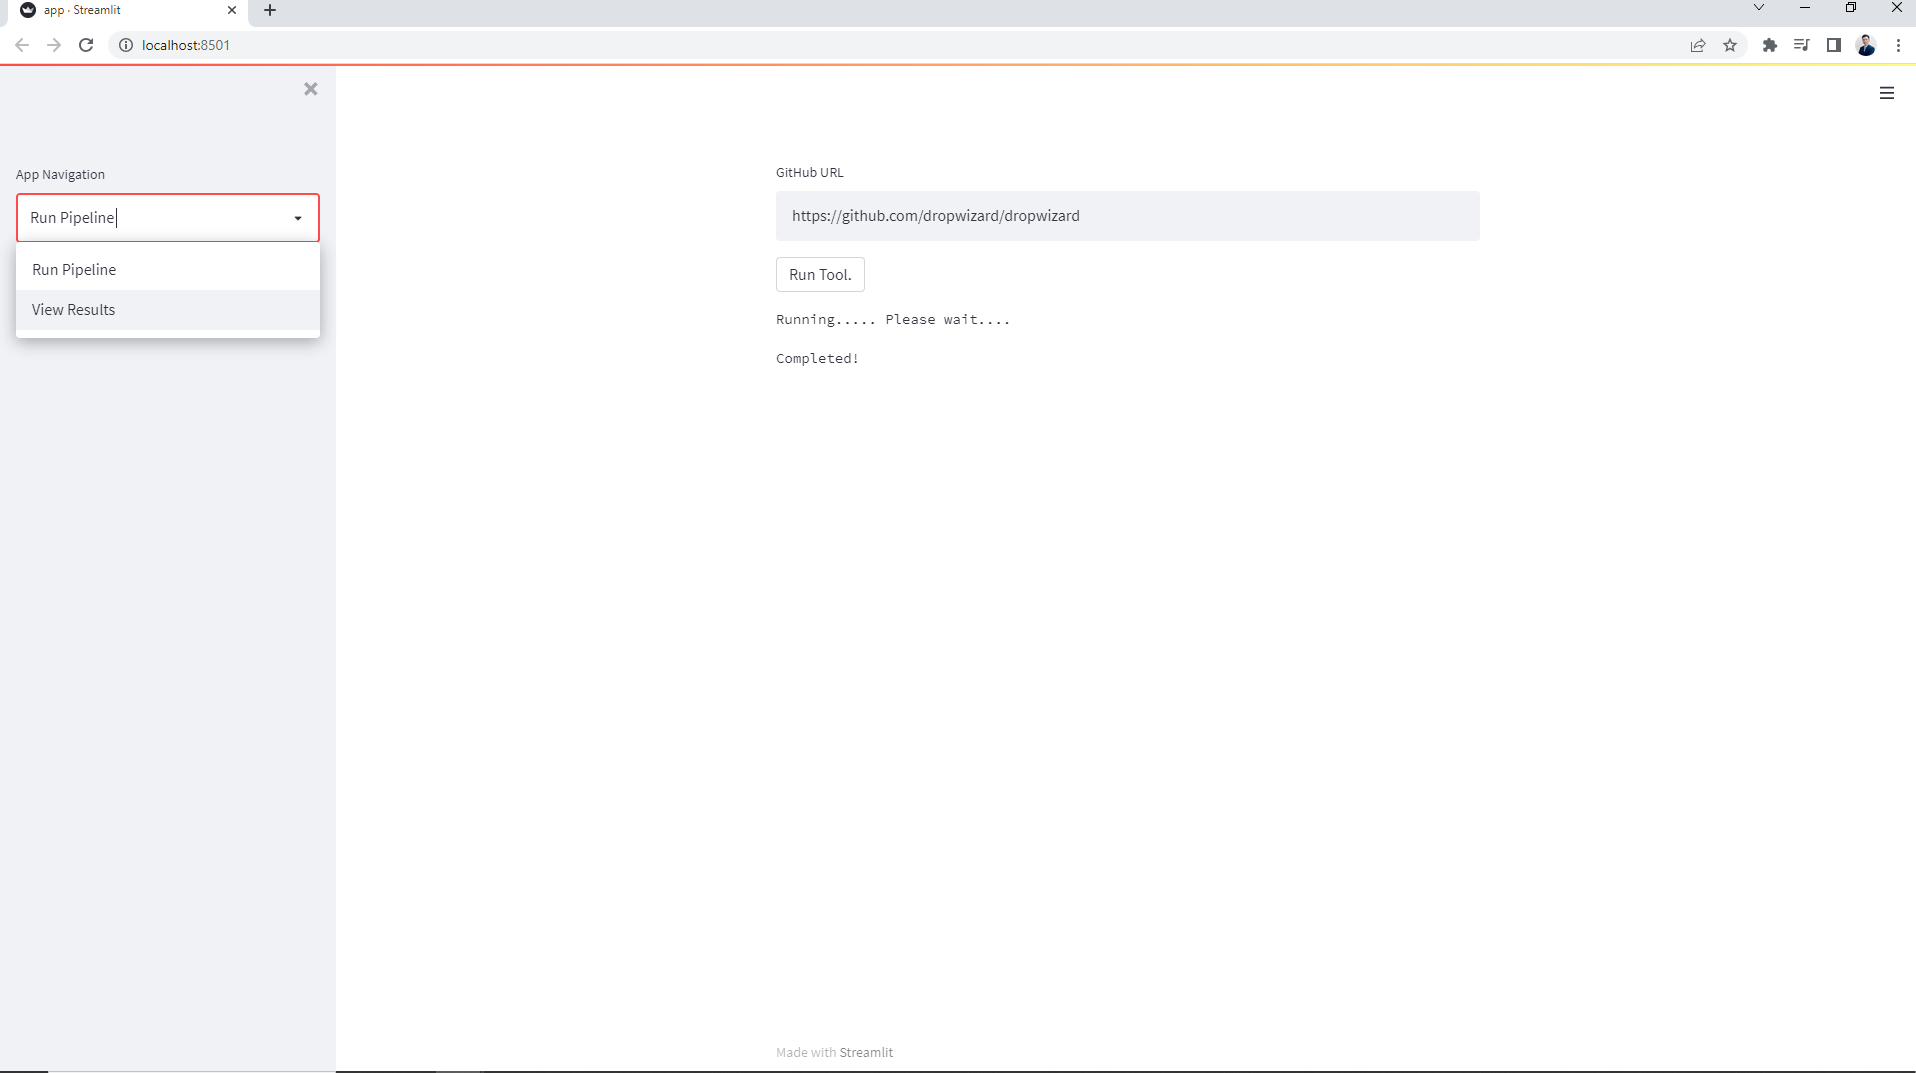 app · Streamlit
localhost:8501
App Navigation
Run Pipeline
Run Pipeline
View Results
GitHub URL
https://github.com/dropwizard/dropwizard
Run Tool.
Running..... Please wait....
Completed!
Made with Streamlit